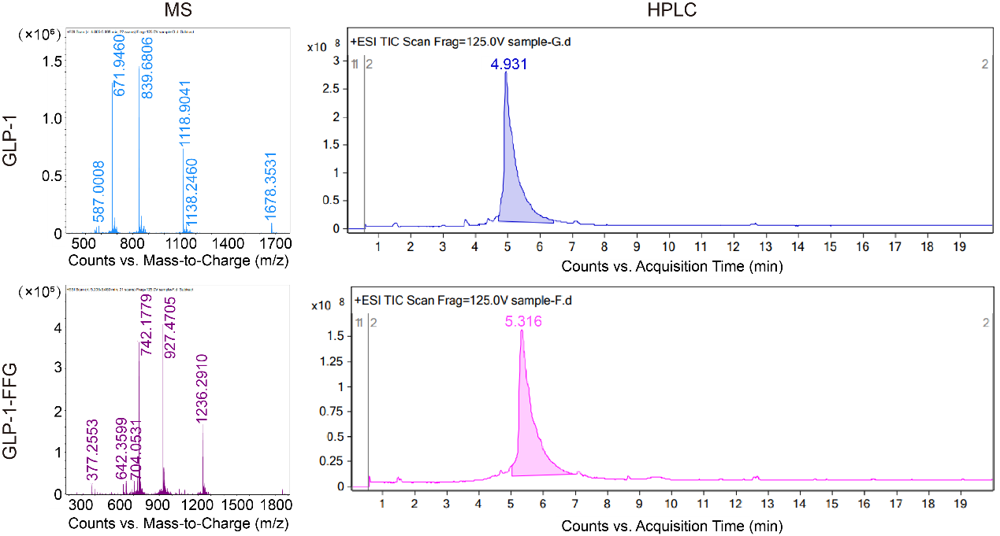 MS
HPLC
GLP-1
(×10⁶)
1.5
1.0
0.5
0
587.0008
671.9460
839.6806
1118.9041
1138.2460
1678.3531
500 800 1100 1400 1700
Counts vs. Mass-to-Charge (m/z)
+ESI TIC Scan Frag=125.0V sample-G.d
x10 8
1 2 2
4.931
3
2.5
2
1.5
1
0.5
0
1 2 3 4 5 6 7 8 9 10 11 12 13 14 15 16 17 18 19
Counts vs. Acquisition Time (min)
GLP-1-FFG
(×10⁵)
4
3
2
1
0
377.2553
642.3599
704.0531
742.1779
927.4705
1236.2910
300 600 900 1200 1500 1800
Counts vs. Mass-to-Charge (m/z)
+ESI TIC Scan Frag=125.0V sample-F.d
x10 8
1 2 2
5.316
1.5
1.25
1
0.75
0.5
0.25
0
1 2 3 4 5 6 7 8 9 10 11 12 13 14 15 16 17 18 19
Counts vs. Acquisition Time (min)